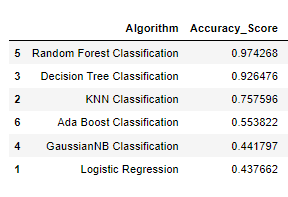 Algorithm Accuracy_Score
5 Random Forest Classification 0.974268
3 Decision Tree Classification 0.926476
2 KNN Classification 0.757596
6 Ada Boost Classification 0.553822
4 GaussianNB Classification 0.441797
1 Logistic Regression 0.437662